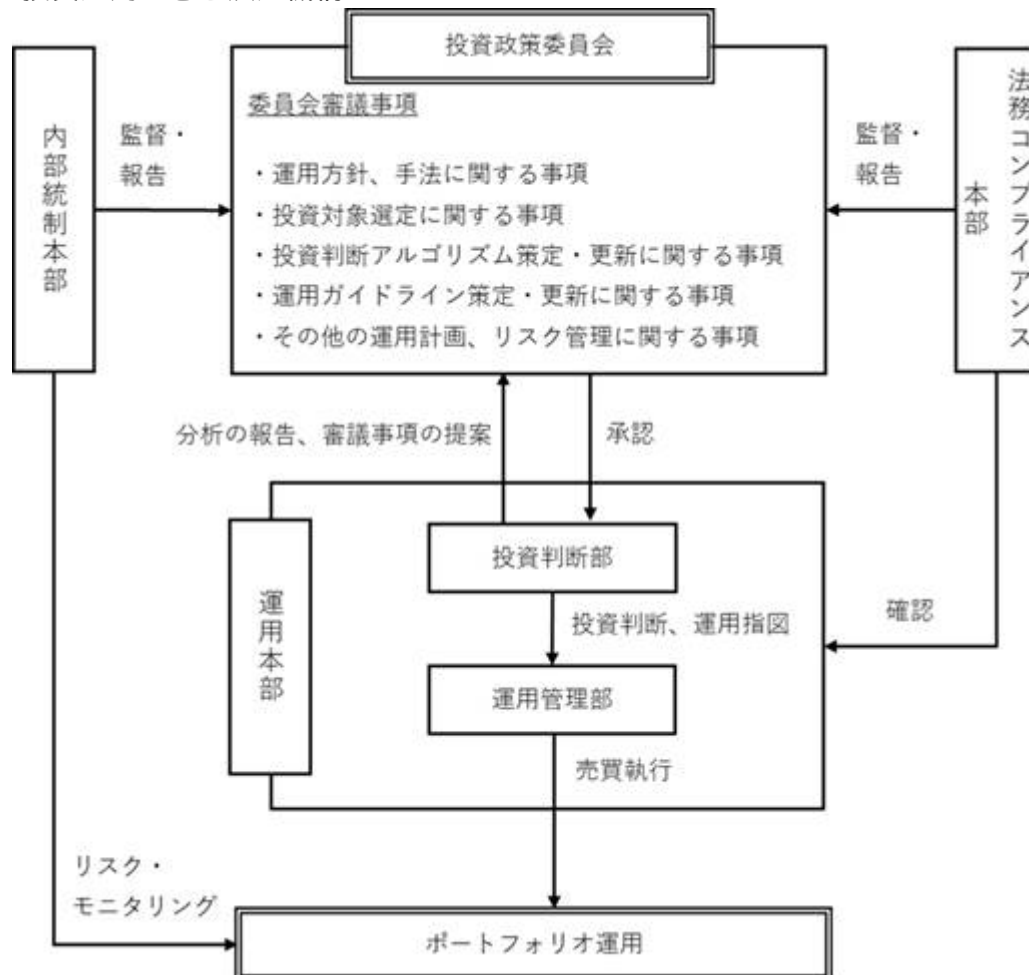 投資政策委員会
委員会審議事項
・運用方針、手法に関する事項
・投資対象選定に関する事項
・投資判断アルゴリズム策定・更新に関する事項
・運用ガイドライン策定・更新に関する事項
・その他の運用計画、リスク管理に関する事項
内部統制本部
監督・
報告
監督・
報告
法務コンプライアンス
本部
分析の報告、審議事項の提案
承認
運用本部
投資判断部
投資判断、運用指図
運用管理部
売買執行
確認
リスク・
モニタリング
ポートフォリオ運用